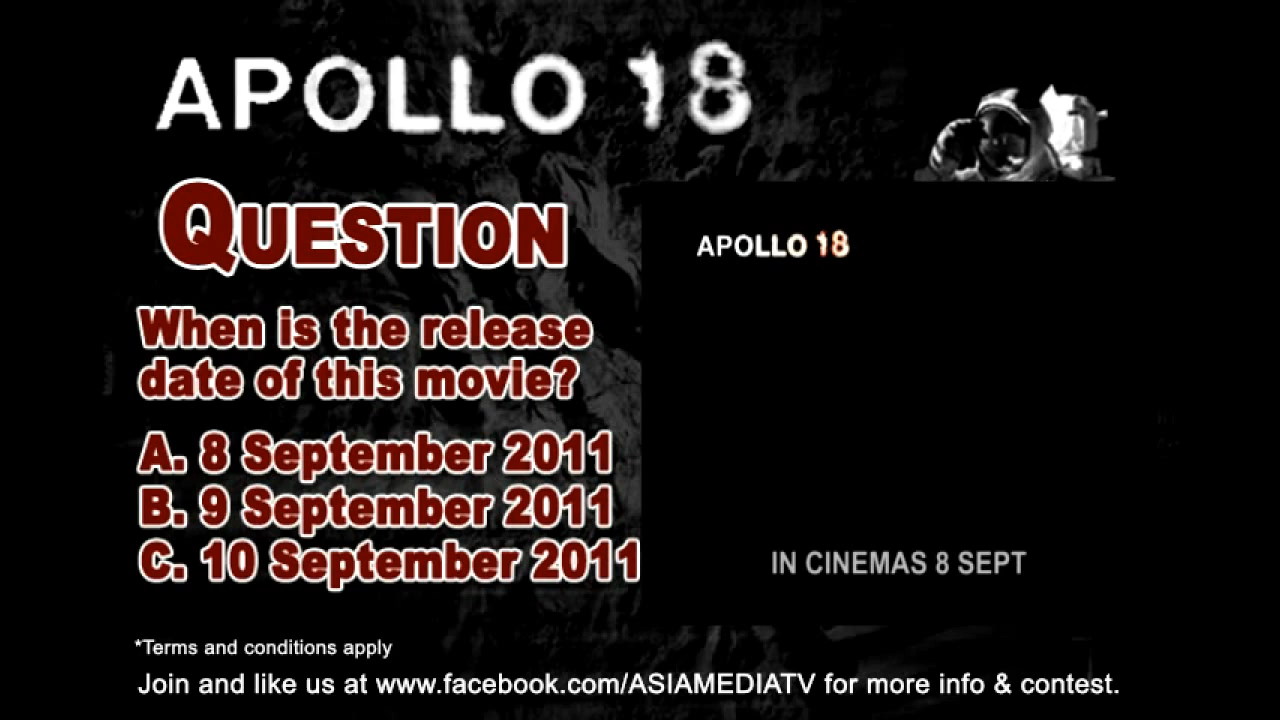 APOLLO 18
QUESTION
When is the release
date of this movie?
A. 8 September 2011
B. 9 September 2011
C. 10 September 2011
APOLLO 18
IN CINEMAS 8 SEPT
*Terms and conditions apply
Join and like us at www.facebook.com/ASIAMEDIATV for more info & contest.